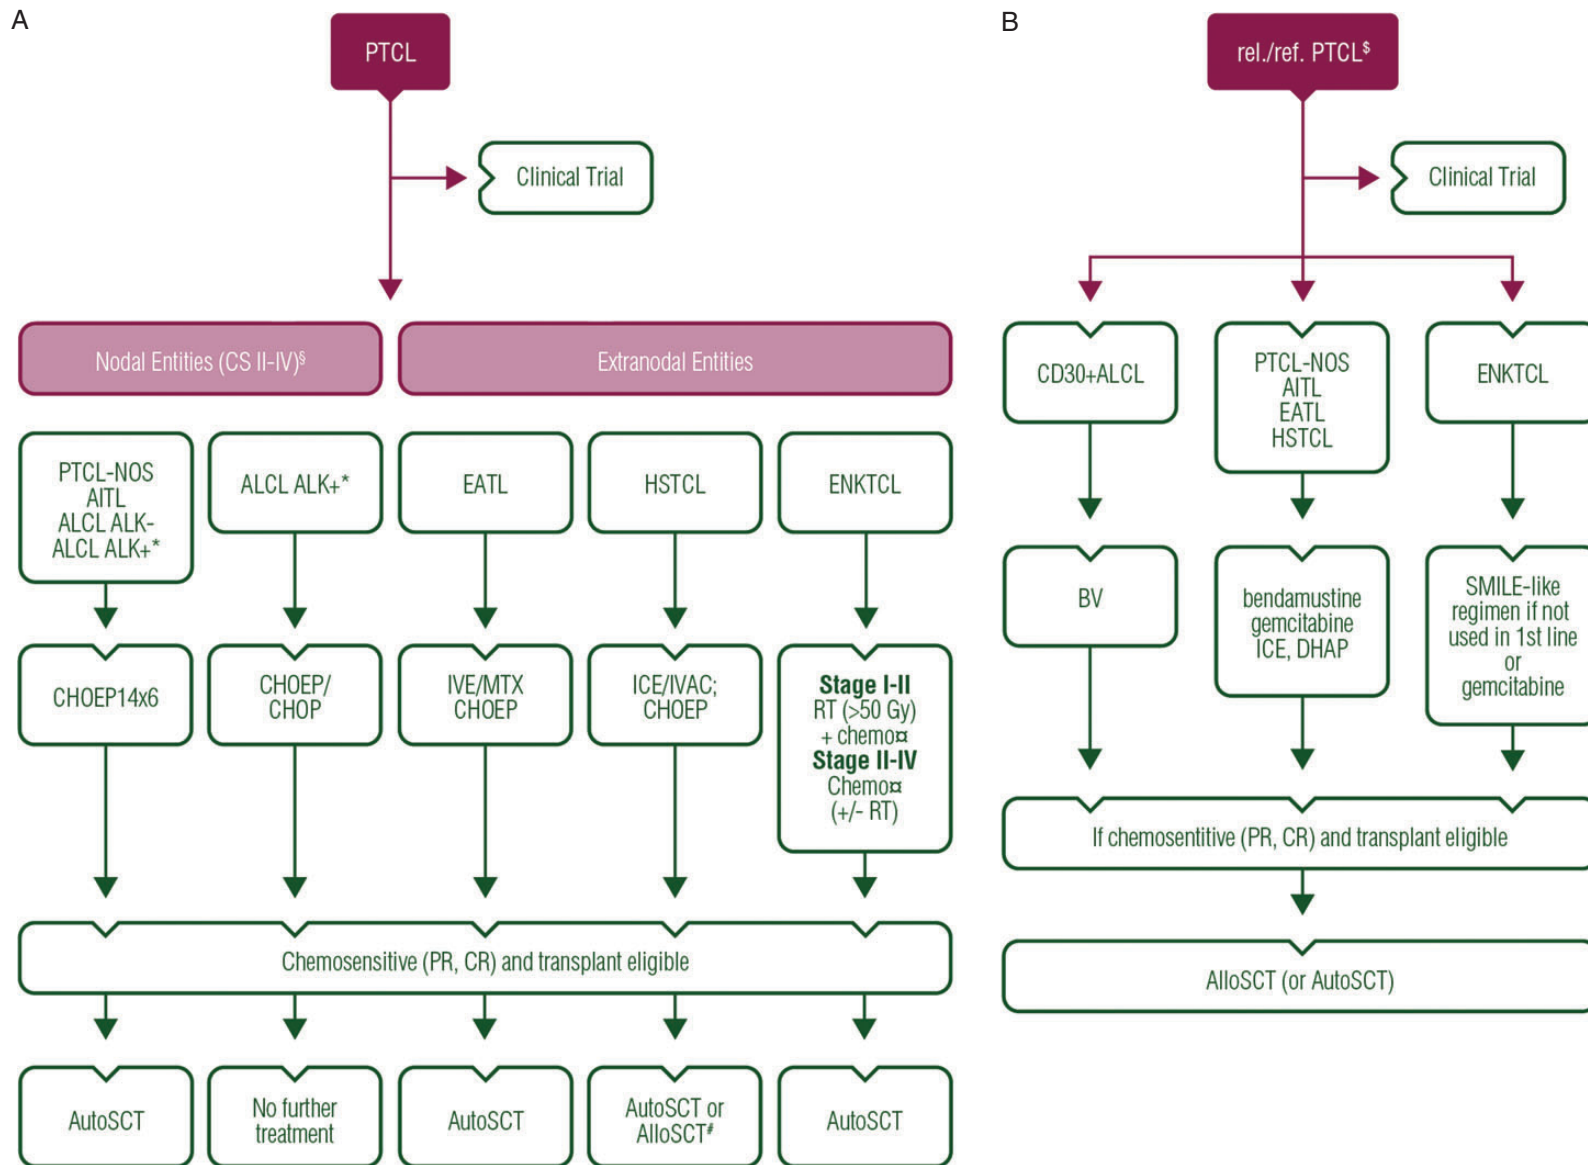 A
PTCL
Clinical Trial
Nodal Entities (CS II-IV)§
Extranodal Entities
PTCL-NOS
AITL
ALCL ALK-
ALCL ALK+*
ALCL ALK+*
EATL
HSTCL
ENKTCL
CHOEP14x6
CHOEP/
CHOP
IVE/MTX
CHOEP
ICE/IVAC;
CHOEP
Stage I-II
RT (>50 Gy)
+ chemo¤
Stage II-IV
Chemo¤
(+/- RT)
Chemosensitive (PR, CR) and transplant eligible
AutoSCT
No further
treatment
AutoSCT
AutoSCT or
AlloSCT#
AutoSCT
B
rel./ref. PTCL$
Clinical Trial
CD30+ALCL
PTCL-NOS
AITL
EATL
HSTCL
ENKTCL
BV
bendamustine
gemcitabine
ICE, DHAP
SMILE-like
regimen if not
used in 1st line
or
gemcitabine
If chemosentitive (PR, CR) and transplant eligible
AlloSCT (or AutoSCT)